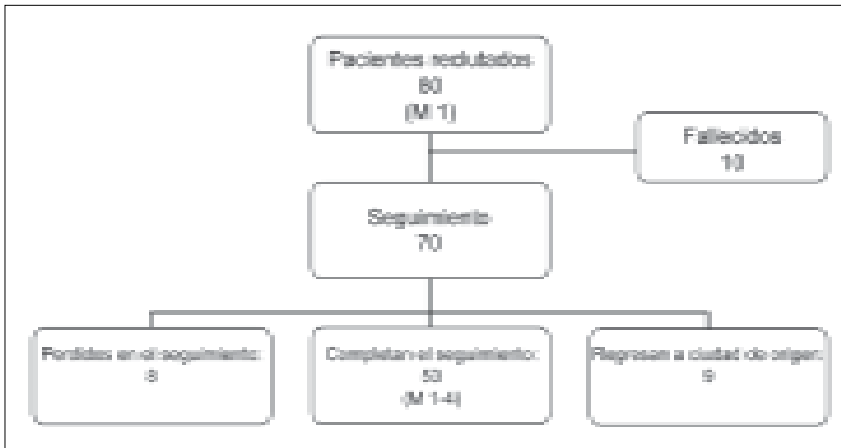 Pacientes reclutados
80
(M 1)
Fallecidos
10
Seguimiento
70
Perdidos en el seguimiento:
8
Completan el seguimiento:
53
(M 1-4)
Regresan a ciudad de origen:
9